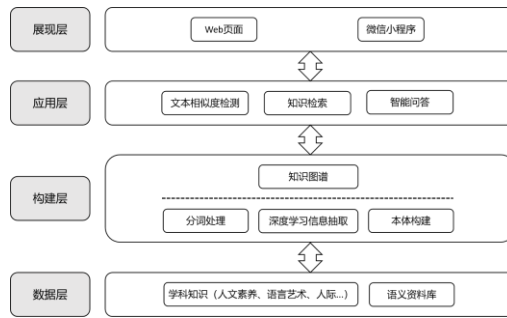 展现层
Web页面 微信小程序
应用层
文本相似度检测 知识检索 智能问答
知识图谱
构建层
分词处理 深度学习信息抽取 本体构建
数据层
学科知识（人文素养、语言艺术、人际...） 语义资料库